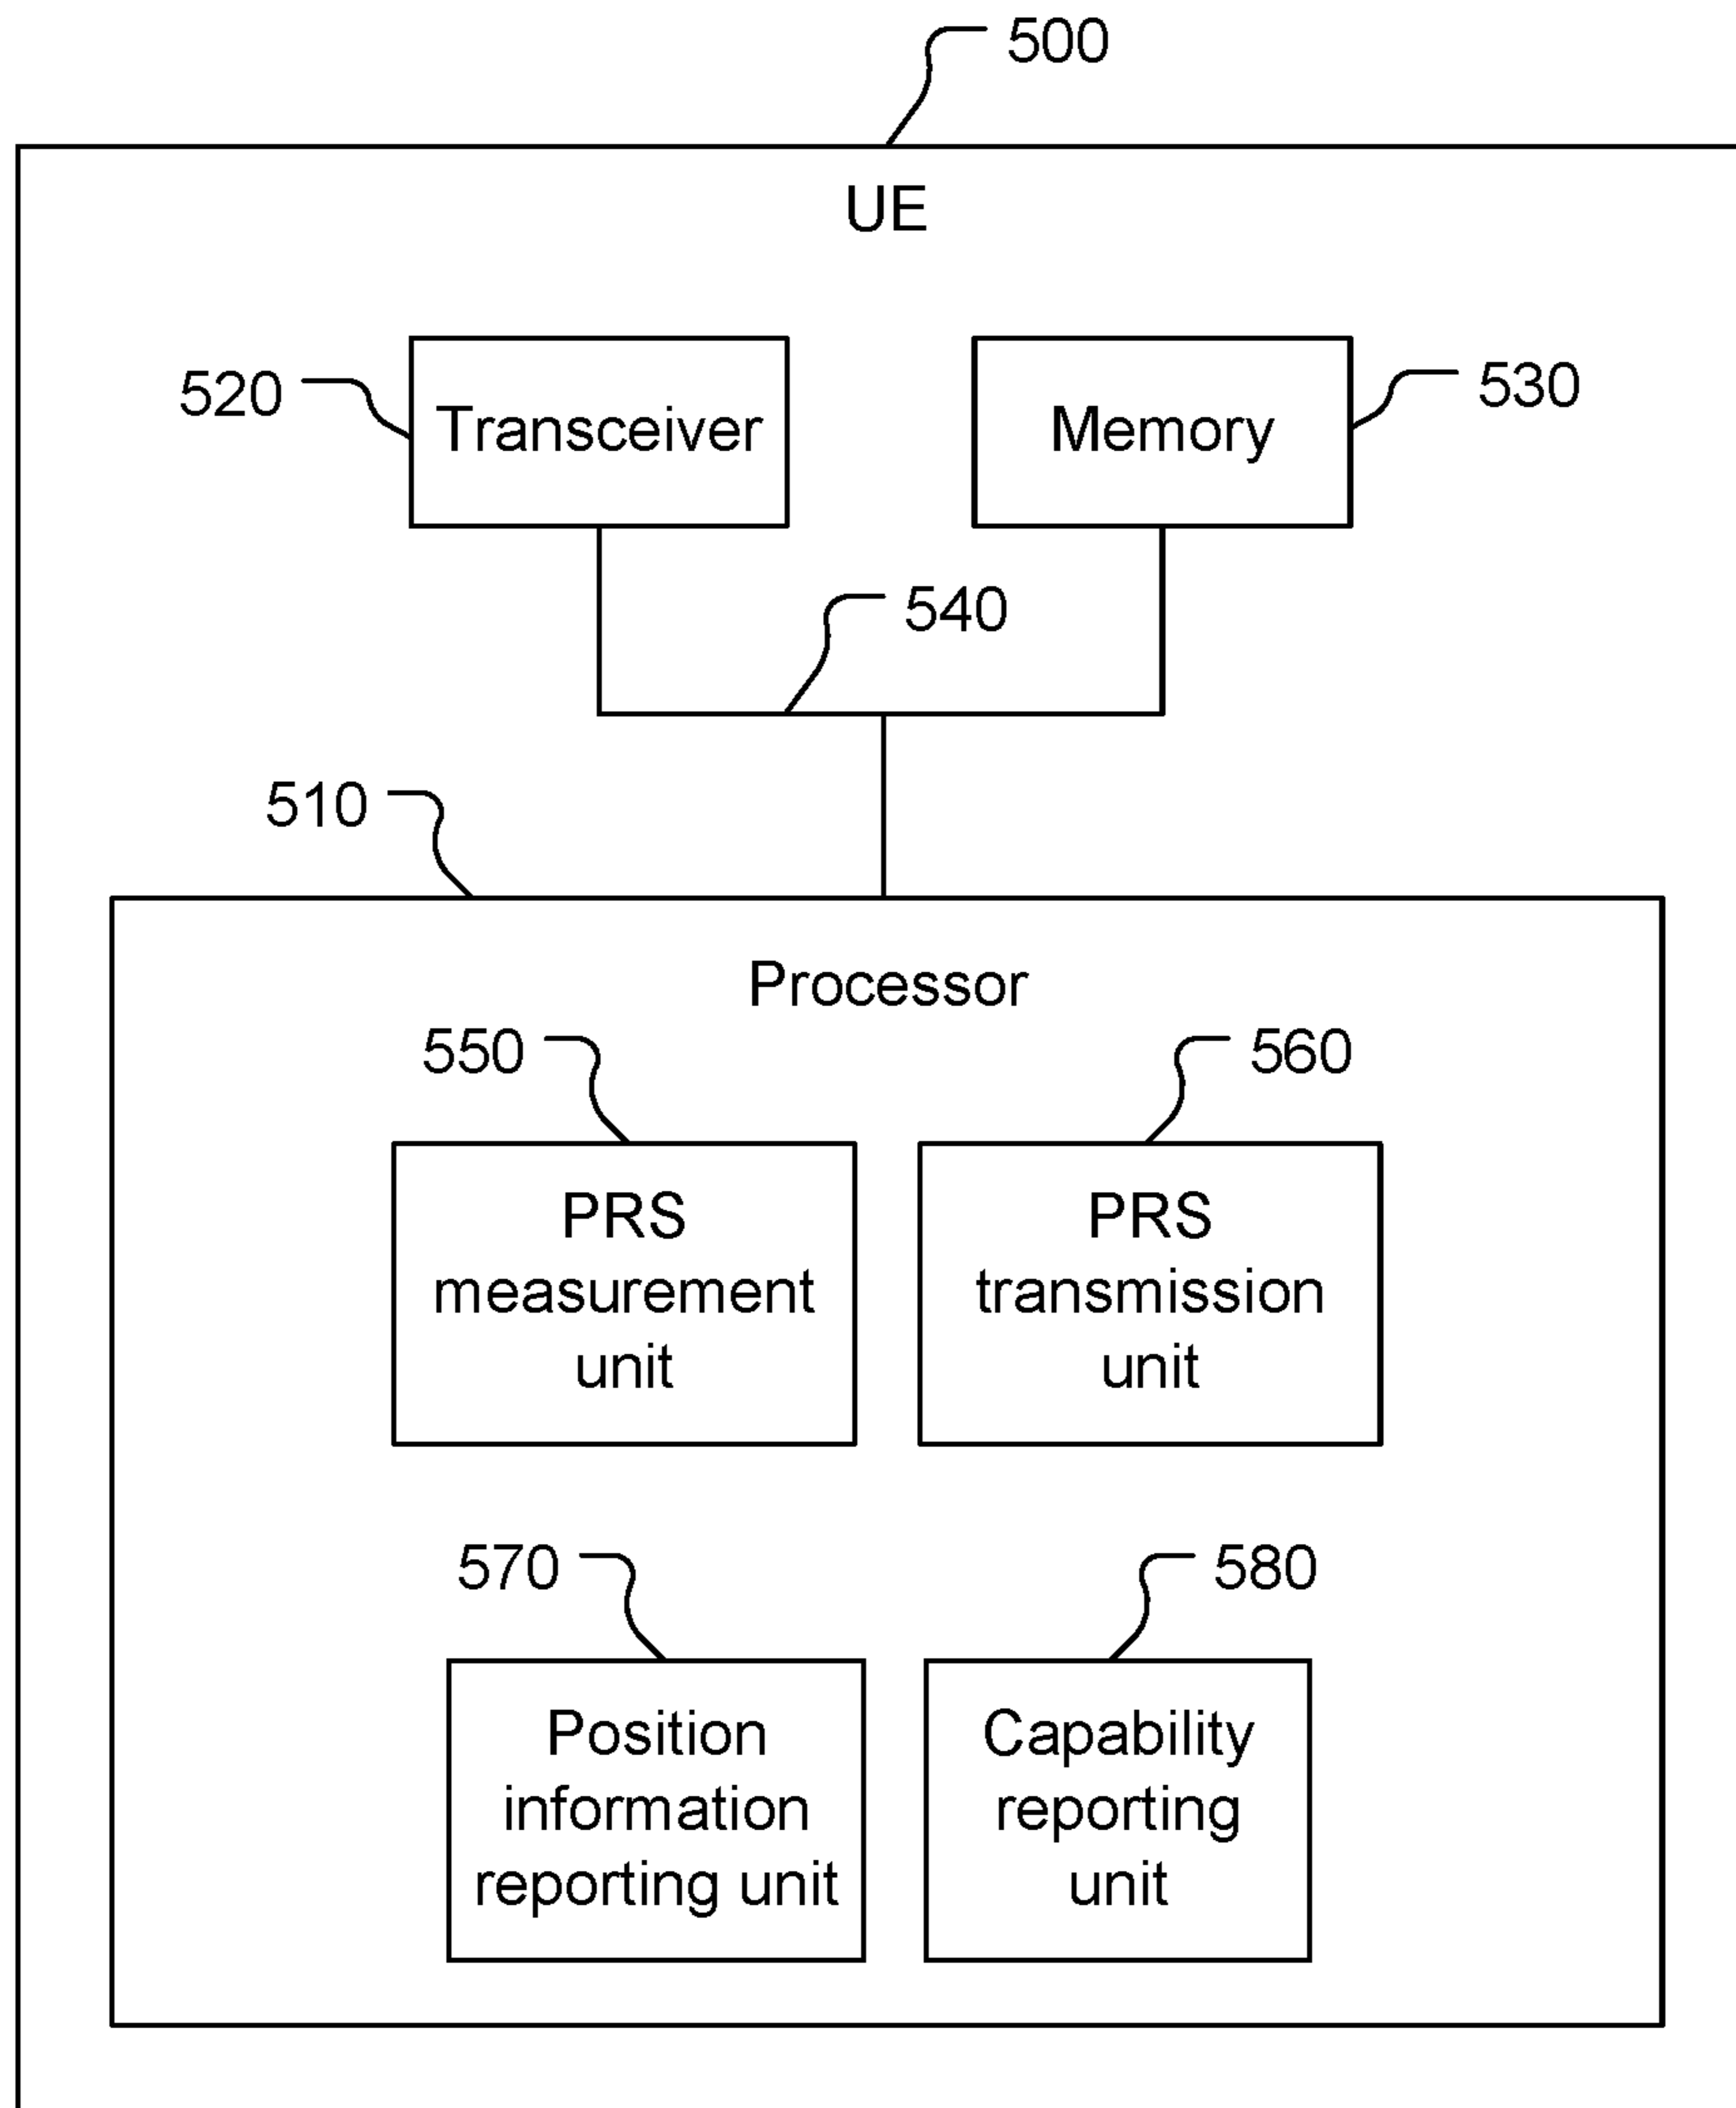 500
UE
520
Transceiver
Memory
530
540
510
Processor
550
560
PRS
measurement
unit
PRS
transmission
unit
570
580
Position
information
reporting unit
Capability
reporting
unit